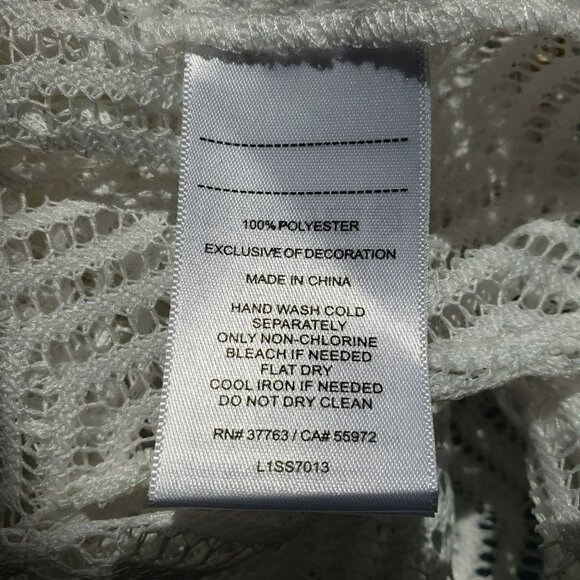 100% POLYESTER
EXCLUSIVE OF DECORATION
MADE IN CHINA
HAND WASH COLD
SEPARATELY
ONLY NON-CHLORINE
BLEACH IF NEEDED
FLAT DRY
COOL IRON IF NEEDED
DO NOT DRY CLEAN
RN# 37763 / CA# 55972
L1SS7013